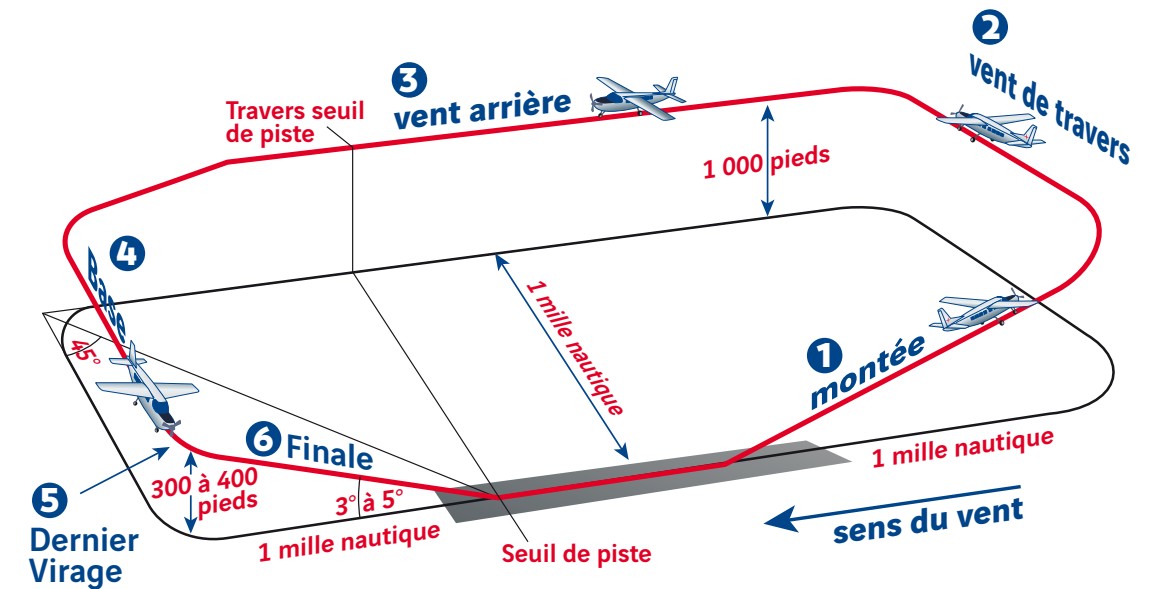 2
vent de travers
3
vent arrière
Travers seuil
de piste
1 000 pieds
4
Base
45°
1 mille nautique
1
montée
6 Finale
300 à 400
pieds
3° à 5°
1 mille nautique
1 mille nautique
5
Dernier
Virage
Seuil de piste
sens du vent